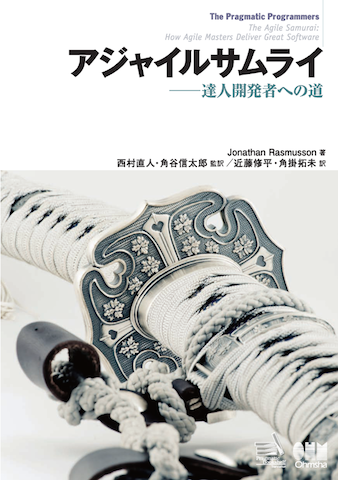 The Pragmatic Programmers
The Agile Samurai:
How Agile Masters Deliver Great Software
アジャイルサムライ
——達人開発者への道
Jonathan Rasmusson 著
西村直人・角谷信太郎 監訳／近藤修平・角掛拓未 訳
Ohmsha